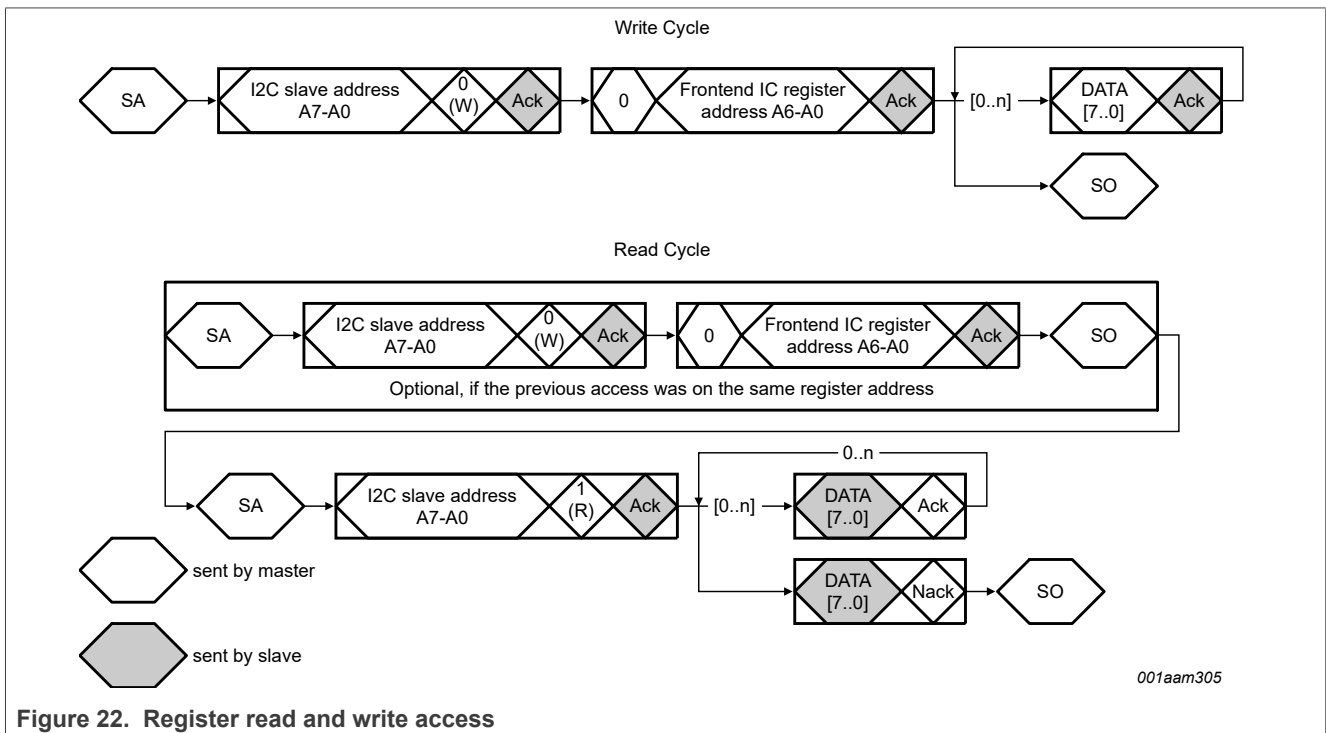 Write Cycle
SA
I2C slave address
A7-A0
0
(W)
Ack
0
Frontend IC register
address A6-A0
Ack
[0..n]
DATA
[7..0]
Ack
SO
Read Cycle
SA
I2C slave address
A7-A0
0
(W)
Ack
0
Frontend IC register
address A6-A0
Ack
SO
Optional, if the previous access was on the same register address
0..n
SA
I2C slave address
A7-A0
1
(R)
Ack
[0..n]
DATA
[7..0]
Ack
DATA
[7..0]
Nack
SO
sent by master
sent by slave
001aam305
Figure 22. Register read and write access